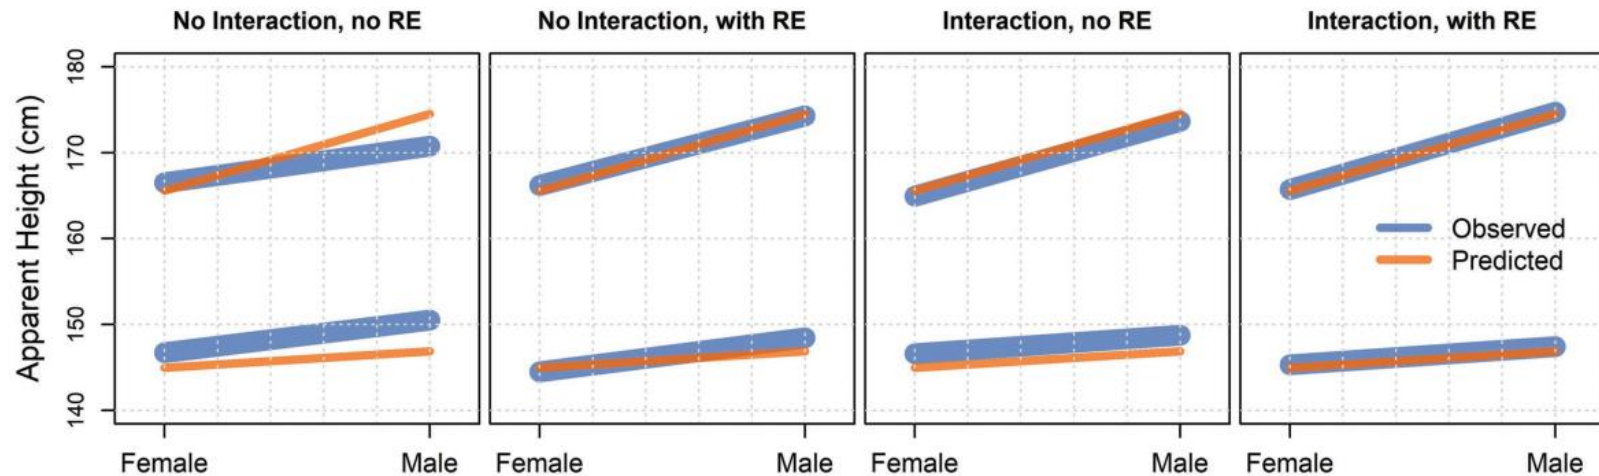 No Interaction, no RE
No Interaction, with RE
Interaction, no RE
Interaction, with RE
Apparent Height (cm)
180
170
160
150
140
Observed
Predicted
Female Male Female Male Female Male Female Male